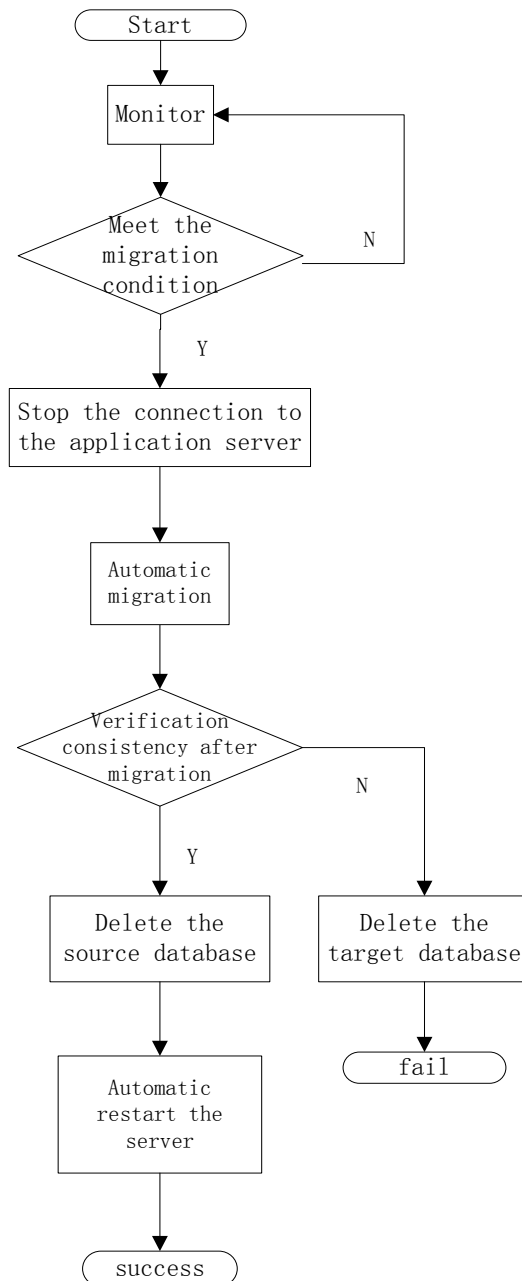 Start
Monitor
Meet the
migration
condition
N
Y
Stop the connection to
the application server
Automatic
migration
Verification
consistency after
migration
N
Y
Delete the
source database
Delete the
target database
fail
Automatic
restart the
server
success